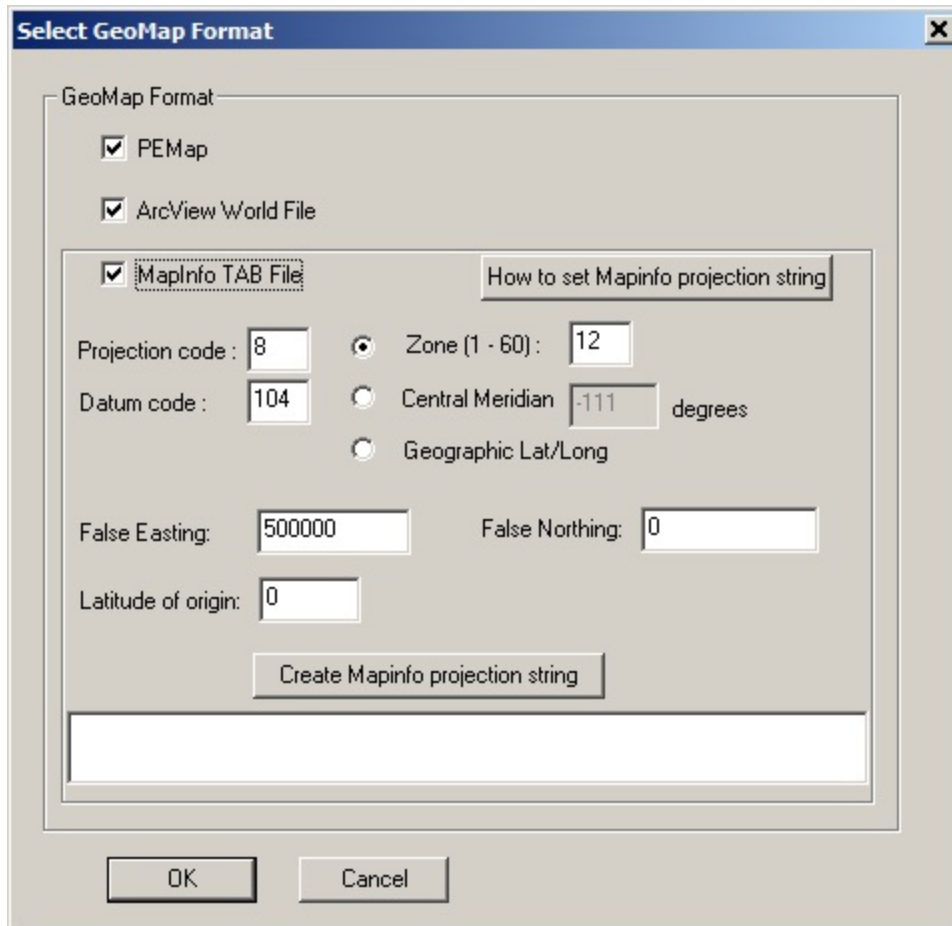 Select GeoMap Format
GeoMap Format
PEMap
ArcView World File
MapInfo TAB File
How to set Mapinfo projection string
Projection code : 8
Zone (1 - 60) : 12
Datum code : 104
Central Meridian -111 degrees
Geographic Lat/Long
False Easting: 500000
False Northing: 0
Latitude of origin: 0
Create Mapinfo projection string
OK
Cancel